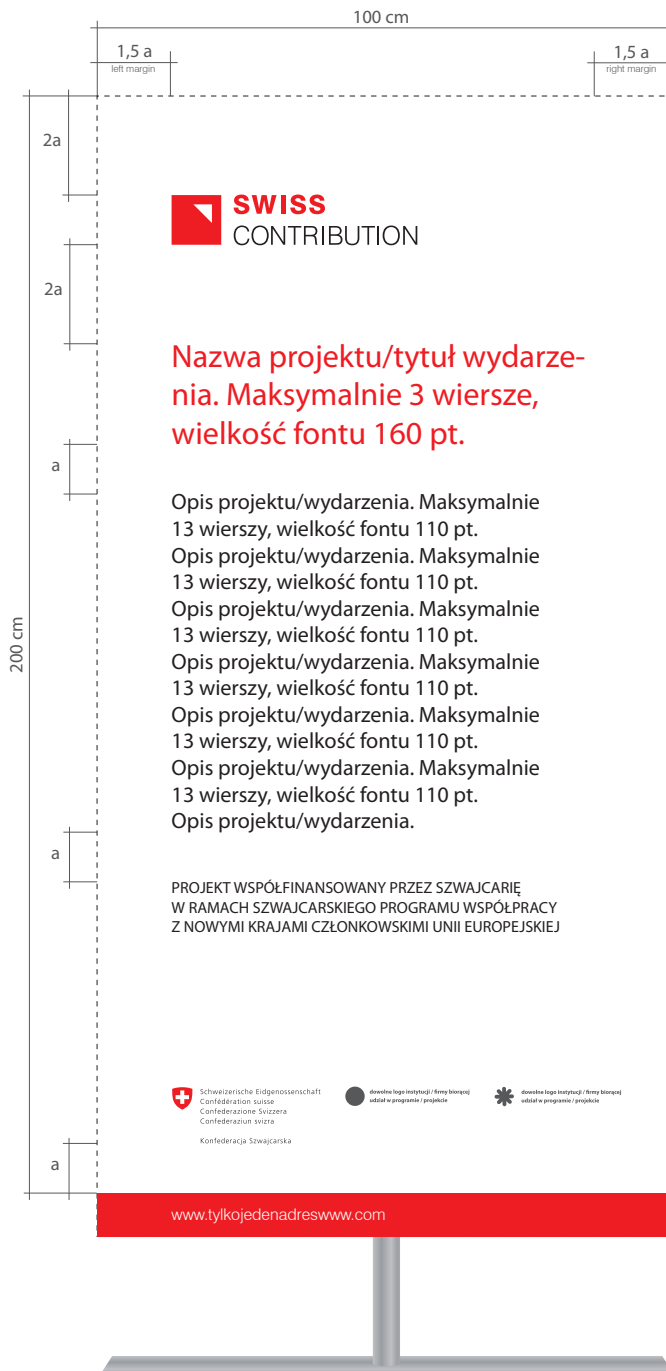 100 cm
1,5 a
1,5 a
left margin
right margin
2a
SWISS
CONTRIBUTION
2a
Nazwa projektu/tytuł wydarze-
nia. Maksymalnie 3 wiersze,
wielkość fontu 160 pt.
a
Opis projektu/wydarzenia. Maksymalnie
13 wierszy, wielkość fontu 110 pt.
Opis projektu/wydarzenia. Maksymalnie
13 wierszy, wielkość fontu 110 pt.
Opis projektu/wydarzenia. Maksymalnie
13 wierszy, wielkość fontu 110 pt.
Opis projektu/wydarzenia. Maksymalnie
13 wierszy, wielkość fontu 110 pt.
Opis projektu/wydarzenia. Maksymalnie
13 wierszy, wielkość fontu 110 pt.
Opis projektu/wydarzenia. Maksymalnie
13 wierszy, wielkość fontu 110 pt.
Opis projektu/wydarzenia.
200 cm
a
PROJEKT WSPÓŁFINANSOWANY PRZEZ SZWAJCARIĘ
W RAMACH SZWAJCARSKIEGO PROGRAMU WSPÓŁPRACY
Z NOWYMI KRAJAMI CZŁONKOWSKIMI UNII EUROPEJSKIEJ
Schweizerische Eidgenossenschaft
Confédération suisse
Confederazione Svizzera
Confederaziun svizra
Konfederacja Szwajcarska
dowolne logo instytucji / firmy biorącej
udział w programie / projekcie
dowolne logo instytucji / firmy biorącej
udział w programie / projekcie
a
www.tylkojedenadreswww.com